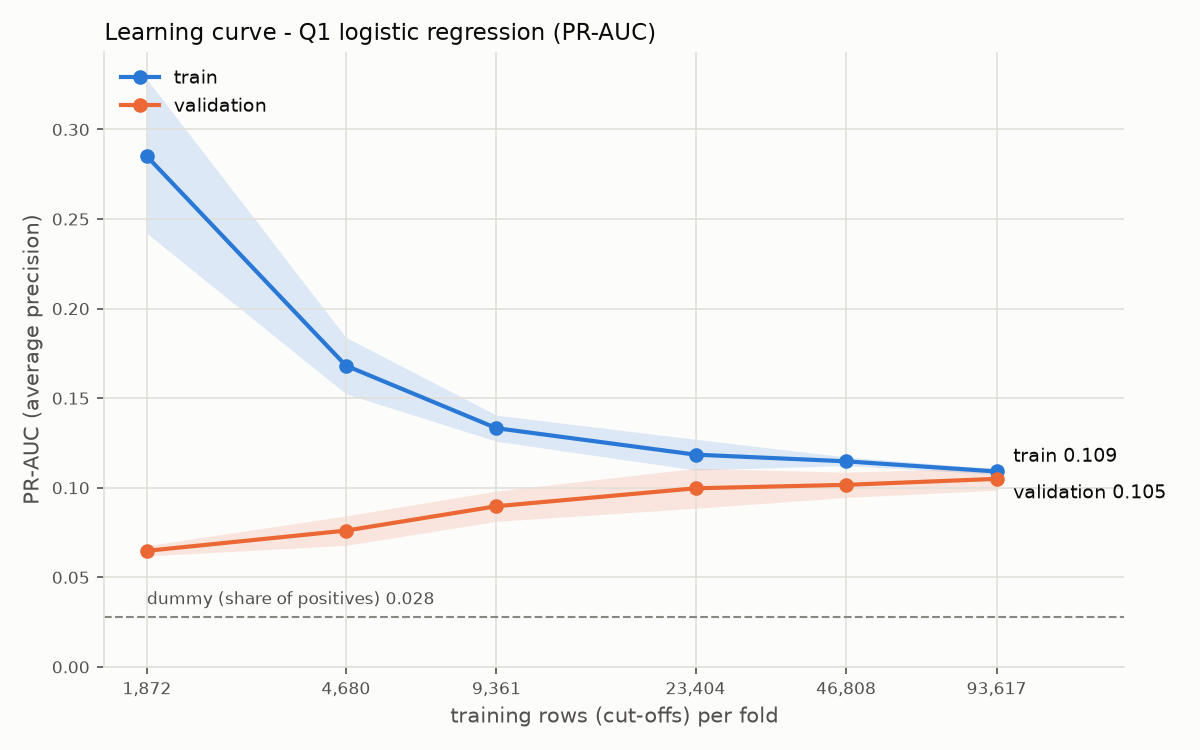 Learning curve - Q1 logistic regression (PR-AUC)
train
validation
0.30
0.25
0.20
0.15
0.10
0.05
0.00
PR-AUC (average precision)
train 0.109
validation 0.105
dummy (share of positives) 0.028
1,872
4,680
9,361
23,404
46,808
93,617
training rows (cut-offs) per fold